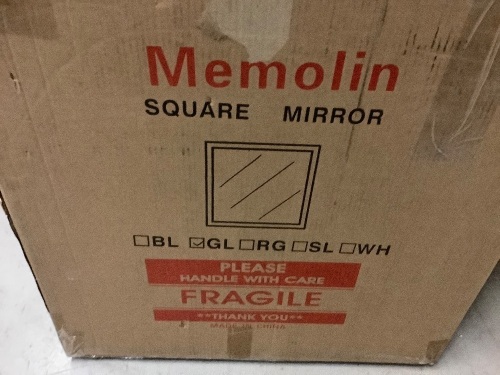 Memolin
SQUARE MIRROR
☐BL ☑GL ☐RG ☐SL ☐WH
PLEASE
HANDLE WITH CARE
FRAGILE
**THANK YOU**
MADE IN CHINA